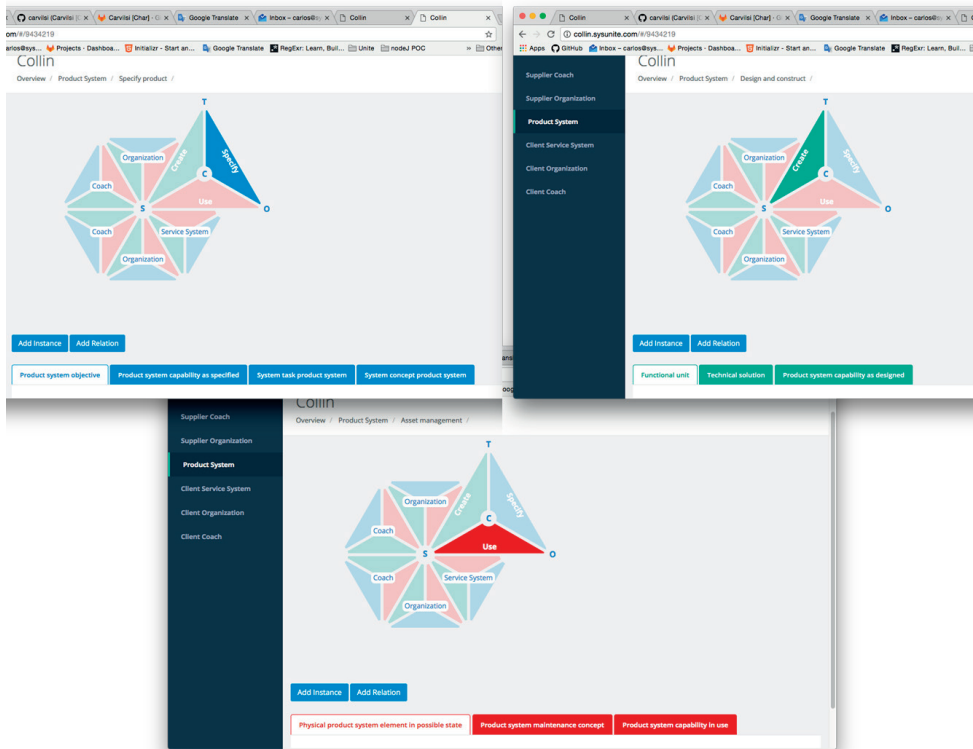 Carviisi
Carviisi [Char] - G
Google Translate
Inbox – carlos@sy
Collin
Collin
om/#/9434219
arlos@sys...
Projects - Dashboa...
Initializr - Start an...
Google Translate
RegExr: Learn, Buil...
Unite
nodeJ POC
»
Other
Collin
Overview / Product System / Specify product /
T
Organization
Create
Specify
C
Coach
Use
S
O
Coach
Service System
Organization
Add Instance
Add Relation
Product system objective
Product system capability as specified
System task product system
System concept product system
Collin
carviisi
Carviisi [Char] - G
Google Translate
Inbox – carlos@
Collin
collin.sysunite.com/#/9434219
Apps
GitHub
Inbox – carlos@sys...
Projects - Dashboa...
Initializr - Start an...
Google Translate
RegExr: Learn, Buil...
Supplier Coach
Supplier Organization
Product System
Client Service System
Client Organization
Client Coach
Collin
Overview / Product System / Design and construct /
T
Organization
Create
Specify
C
Coach
Use
S
O
Coach
Service System
Organization
Add Instance
Add Relation
Functional unit
Technical solution
Product system capability as designed
Supplier Coach
Supplier Organization
Product System
Client Service System
Client Organization
Client Coach
Collin
Overview / Product System / Asset management /
T
Organization
Create
Specify
C
Coach
Use
S
O
Coach
Service System
Organization
Add Instance
Add Relation
Physical product system element in possible state
Product system maintenance concept
Product system capability in use